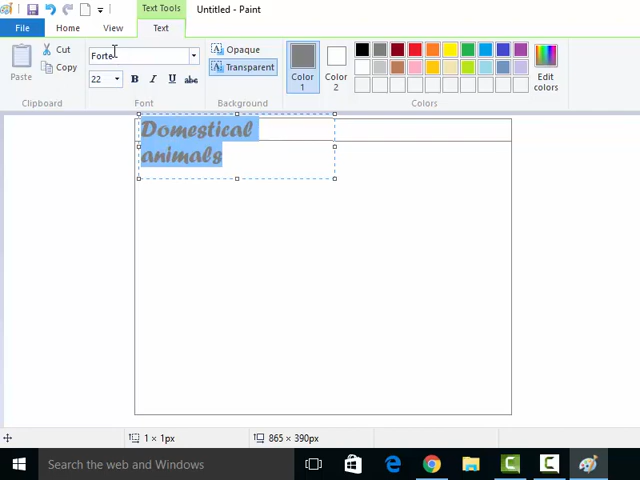 Text Tools
Untitled - Paint
File
Home
View
Text
Paste
Cut
Copy
Clipboard
Forte
22
B I U abc
Font
Opaque
Transparent
Background
Color
1
Color
2
Edit
colors
Colors
Domestical
animals
1 × 1px
865 × 390px
Search the web and Windows